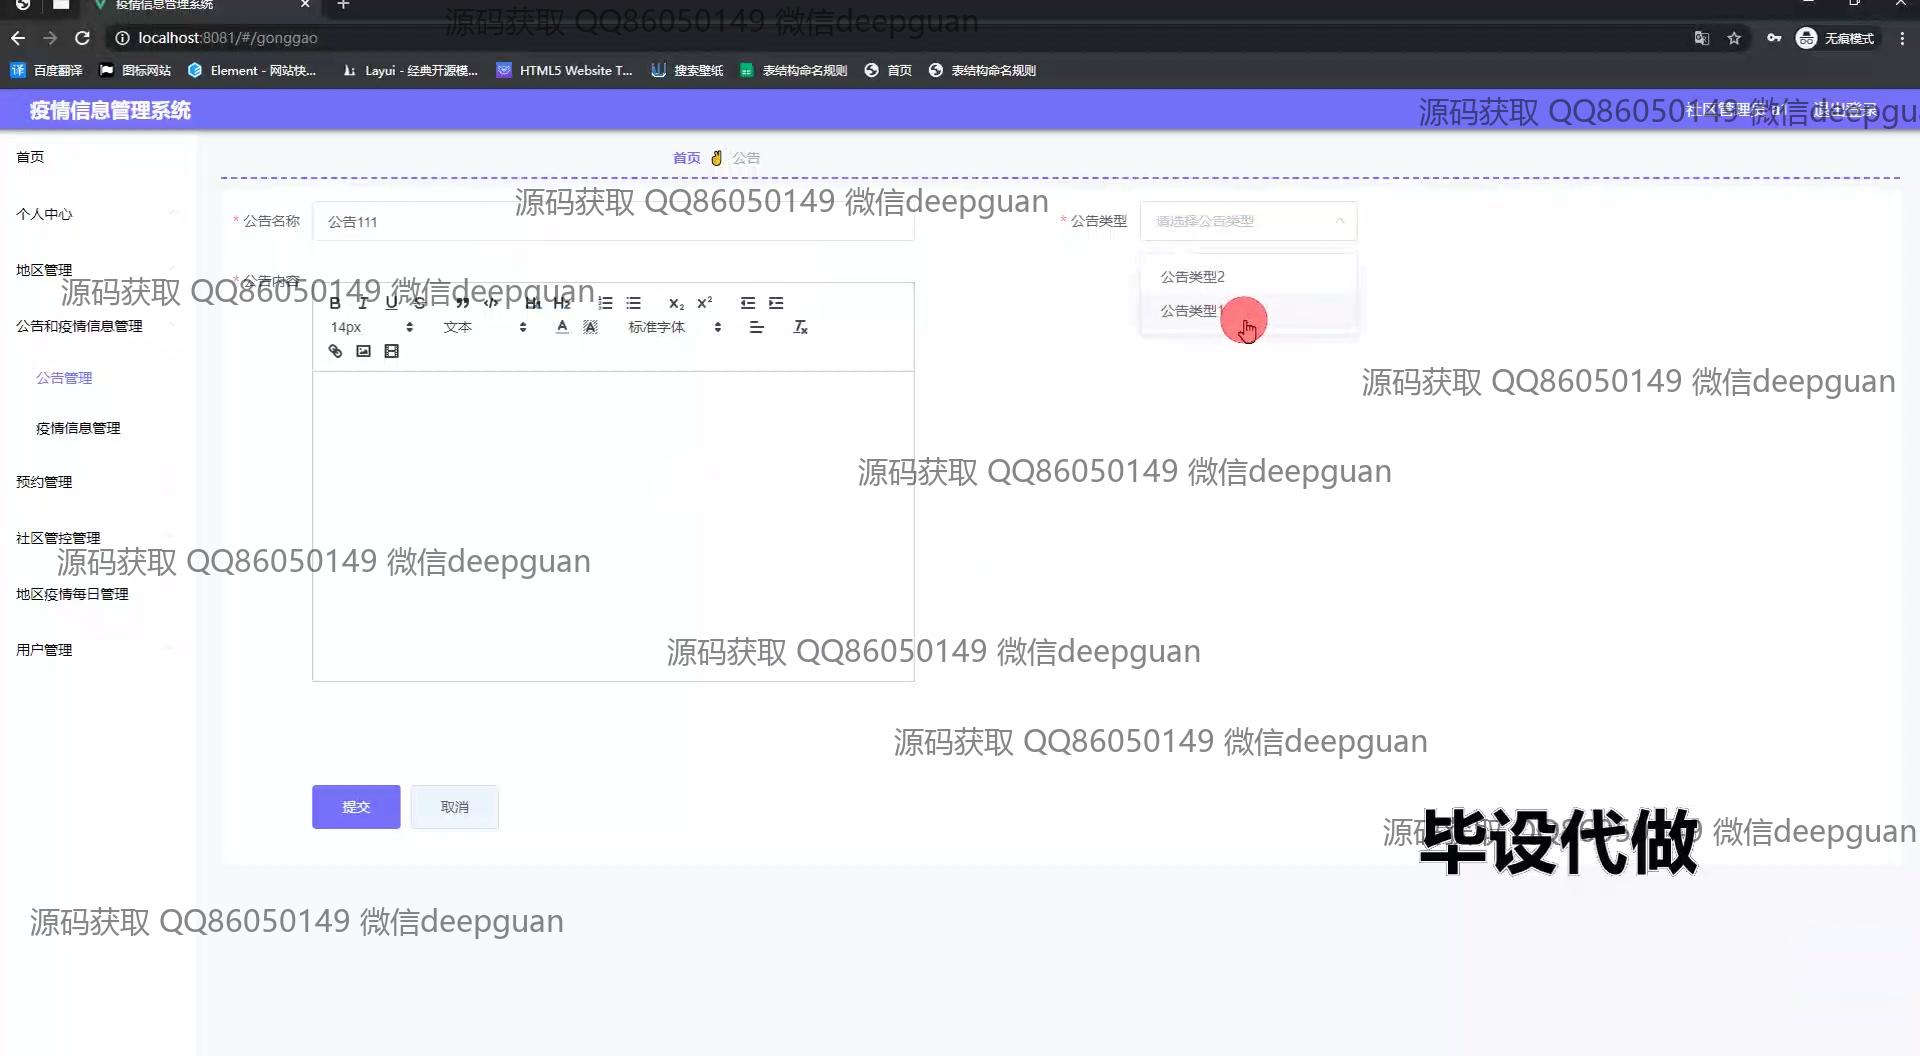 疫情信息管理系统
源码获取 QQ86050149 微信deepguan
localhost:8081/#/gonggao
无痕模式
百度翻译
图标网站
Element - 网站快...
Layui - 经典开源模...
HTML5 Website T...
搜索壁纸
表结构命名规则
首页
表结构命名规则
疫情信息管理系统
源码获取 QQ86050149 微信deepgu
首页
首页
公告
个人中心
源码获取 QQ86050149 微信deepguan
* 公告名称
公告111
* 公告类型
请选择公告类型
地区管理
* 公告内容
公告类型2
源码获取 QQ86050149 微信deepguan
B I U S ” </> H1 H2 X₂ X²
公告类型1
公告和疫情信息管理
14px
文本
A
A
标准字体
公告管理
源码获取 QQ86050149 微信deepguan
疫情信息管理
源码获取 QQ86050149 微信deepguan
预约管理
社区管控管理
源码获取 QQ86050149 微信deepguan
地区疫情每日管理
用户管理
源码获取 QQ86050149 微信deepguan
源码获取 QQ86050149 微信deepguan
提交
取消
源码获取 QQ86050149 微信deepguan
毕设代做
源码获取 QQ86050149 微信deepguan